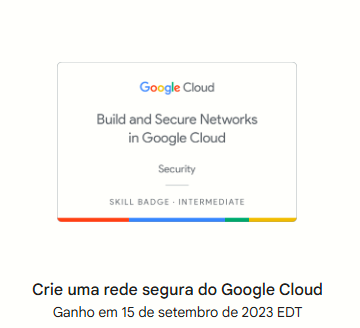 Google Cloud
Build and Secure Networks
in Google Cloud
Security
SKILL BADGE · INTERMEDIATE
Crie uma rede segura do Google Cloud
Ganho em 15 de setembro de 2023 EDT